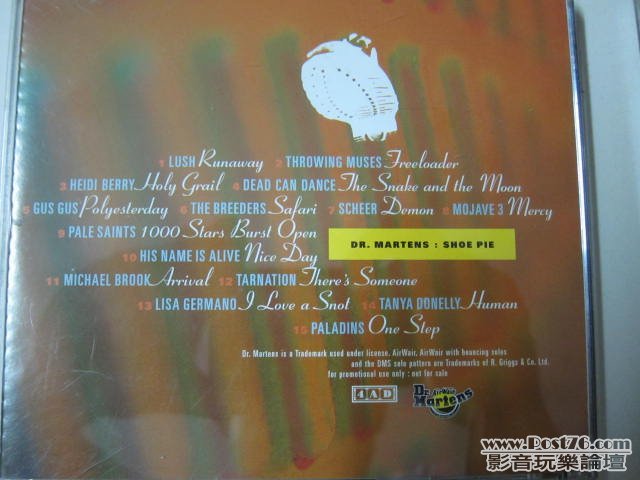 1 LUSH Runaway 2 THROWING MUSES Freeloader
3 HEIDI BERRY Holy Grail 4 DEAD CAN DANCE The Snake and the Moon
5 GUS GUS Polyesterday 6 THE BREEDERS Safari 7 SCHEER Demon 8 MOJAVE 3 Mercy
9 PALE SAINTS 1000 Stars Burst Open
DR. MARTENS : SHOE PIE
10 HIS NAME IS ALIVE Nice Day
11 MICHAEL BROOK Arrival 12 TARNATION There's Someone
13 LISA GERMANO I Love a Snot 14 TANYA DONELLY Human
15 PALADINS One Step
Dr. Martens is a Trademark used under license. AirWair, AirWair with bouncing soles
and the DMS sole pattern are Trademarks of R. Griggs & Co. Ltd.
for promotional use only : not for sale
4AD
Dr. AirWair Martens
www.Post76.com
影音玩樂論壇